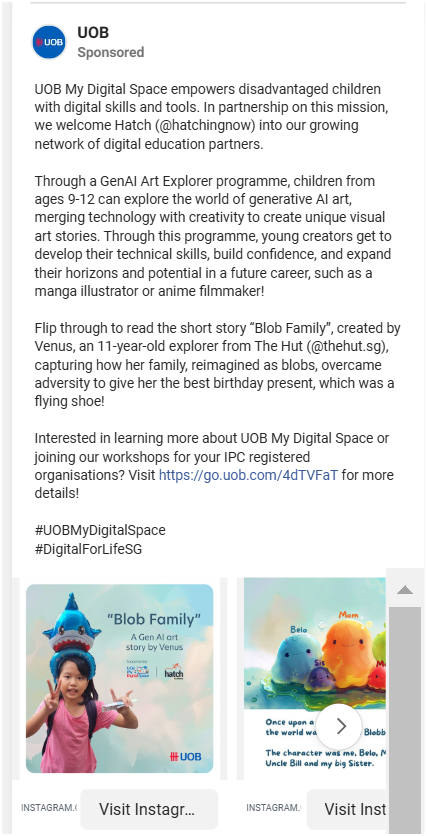 UOB
UOB
Sponsored
UOB My Digital Space empowers disadvantaged children
with digital skills and tools. In partnership on this mission,
we welcome Hatch (@hatchingnow) into our growing
network of digital education partners.
Through a GenAI Art Explorer programme, children from
ages 9-12 can explore the world of generative AI art,
merging technology with creativity to create unique visual
art stories. Through this programme, young creators get to
develop their technical skills, build confidence, and expand
their horizons and potential in a future career, such as a
manga illustrator or anime filmmaker!
Flip through to read the short story “Blob Family”, created by
Venus, an 11-year-old explorer from The Hut (@thehut.sg),
capturing how her family, reimagined as blobs, overcame
adversity to give her the best birthday present, which was a
flying shoe!
Interested in learning more about UOB My Digital Space or
joining our workshops for your IPC registered
organisations? Visit https://go.uob.com/4dTVFaT for more
details!
#UOBMyDigitalSpace
#DigitalForLifeSG
"Blob Family"
A Gen AI art
story by Venus
hatch
UOB
Belo
Mom
Sis
Once upon a
the world wa Blobb
The character was me, Belo, M
Uncle Bill and my big Sister.
INSTAGRAM.
Visit Instagr...
INSTAGRAM.
Visit Inst